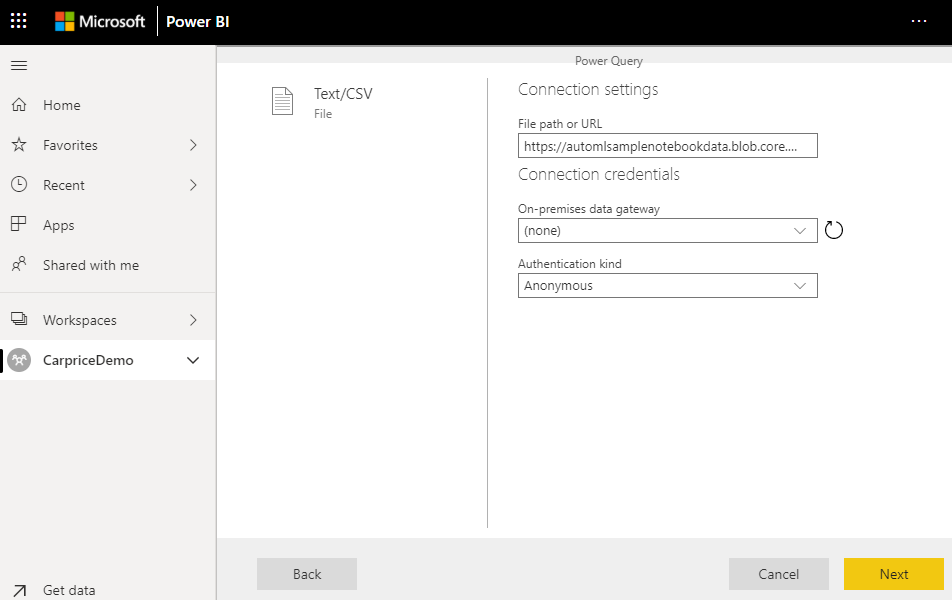 Microsoft Power BI
...
Home
Favorites
Recent
Apps
Shared with me
Workspaces
CarpriceDemo
Get data
Power Query
Text/CSV
File
Connection settings
File path or URL
https://automlsamplenotebookdata.blob.core....
Connection credentials
On-premises data gateway
(none)
Authentication kind
Anonymous
Back
Cancel
Next